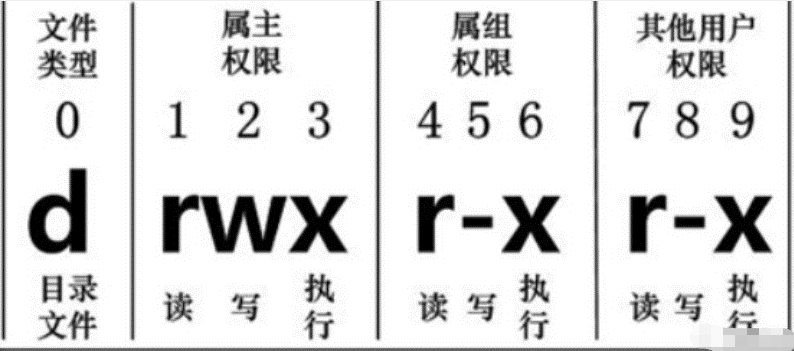 文件 属主 属组 其他用户
类型 权限 权限 权限
0 1 2 3 4 5 6 7 8 9
d rwx r-x r-x
目录 读 写 执 读 写 执 读 写 执
文件 行 行 行